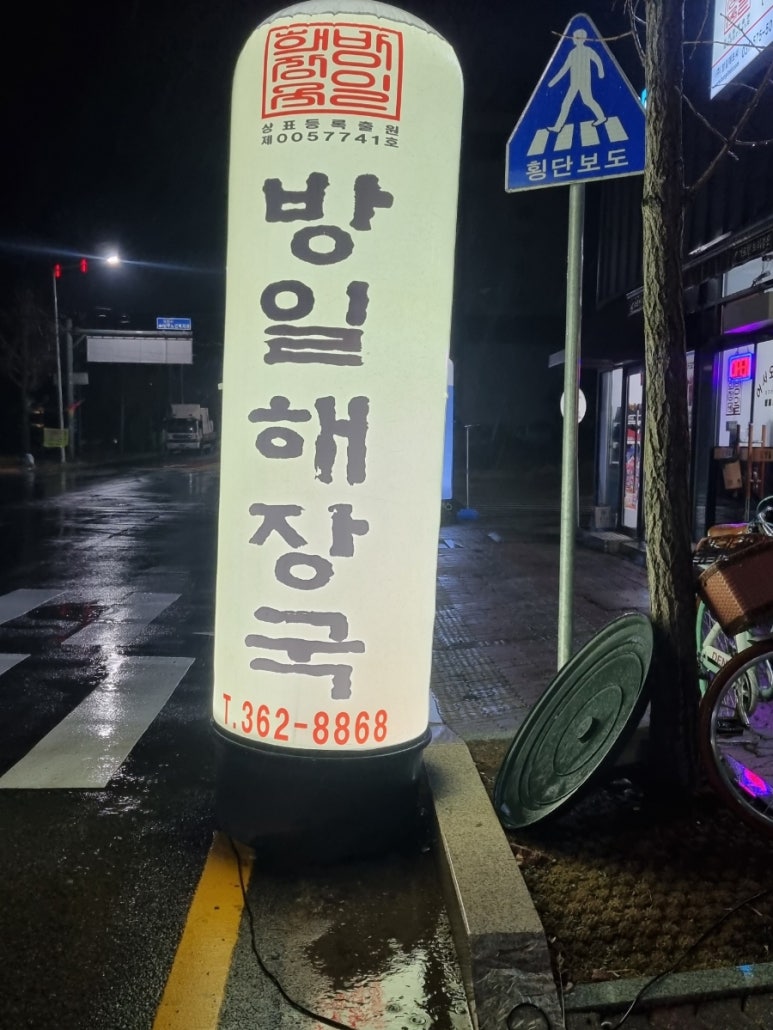 해장국 방일
상표등록출원
제0057741호
방일해장국
T.362-8868
횡단보도